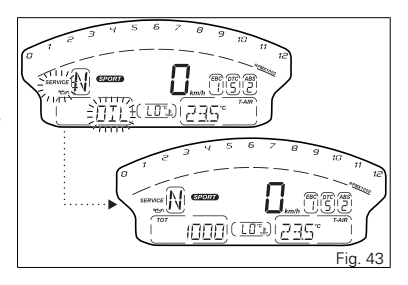 0 1 2 3 4 5 6 7 8 9 10 11 12
RPMX1000
SERVICE N SPORT 0 km/h EBC 1 DTC 5 ABS 2
OIL LO °C 23.5 °C T-AIR
0 1 2 3 4 5 6 7 8 9 10 11 12
RPMX1000
SERVICE N SPORT 0 km/h EBC 1 DTC 5 ABS 2
TOT 1000 LO °C 23.5 °C T-AIR
Fig. 43